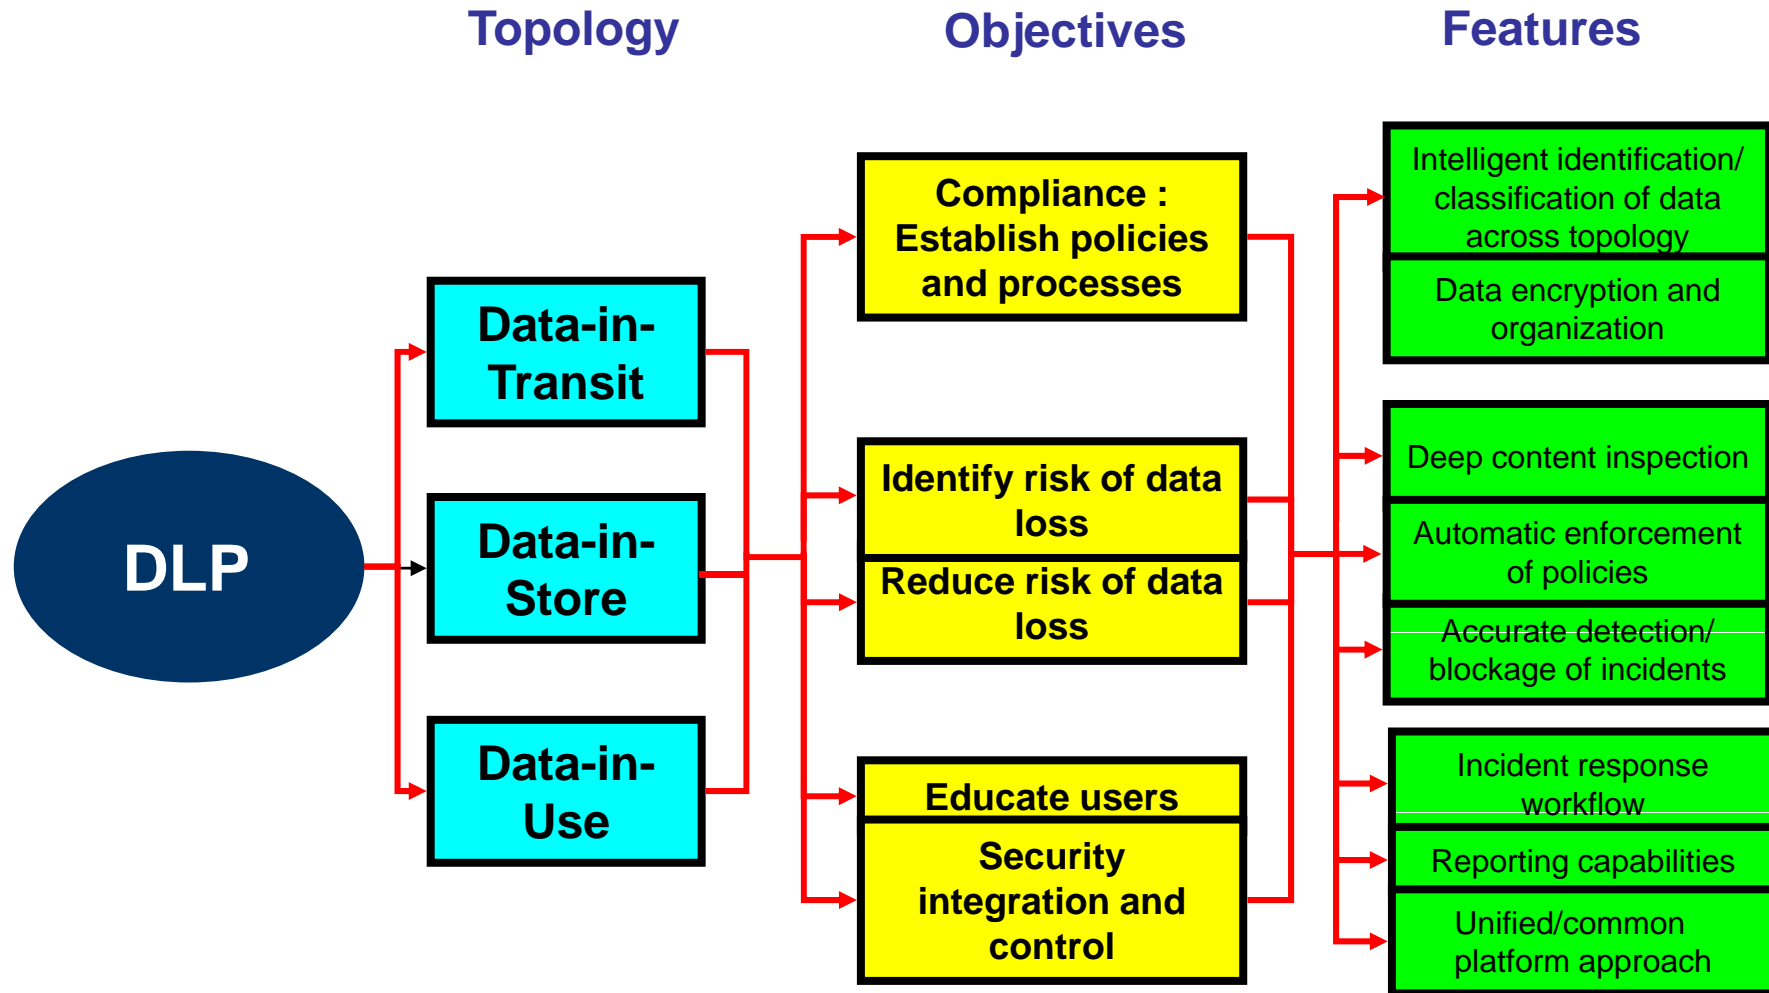 Topology
Objectives
Features
DLP
Data-in-
Transit
Data-in-
Store
Data-in-
Use
Compliance :
Establish policies
and processes
Identify risk of data
loss
Reduce risk of data
loss
Educate users
Security
integration and
control
Intelligent identification/
classification of data
across topology
Data encryption and
organization
Deep content inspection
Automatic enforcement
of policies
Accurate detection/
blockage of incidents
Incident response
workflow
Reporting capabilities
Unified/common
platform approach